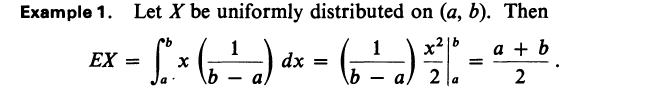 Example 1. Let X be uniformly distributed on (a, b). Then
EX = ∫_a^b x (1/(b − a)) dx = (1/(b − a)) x²/2 |_a^b = (a + b)/2 .